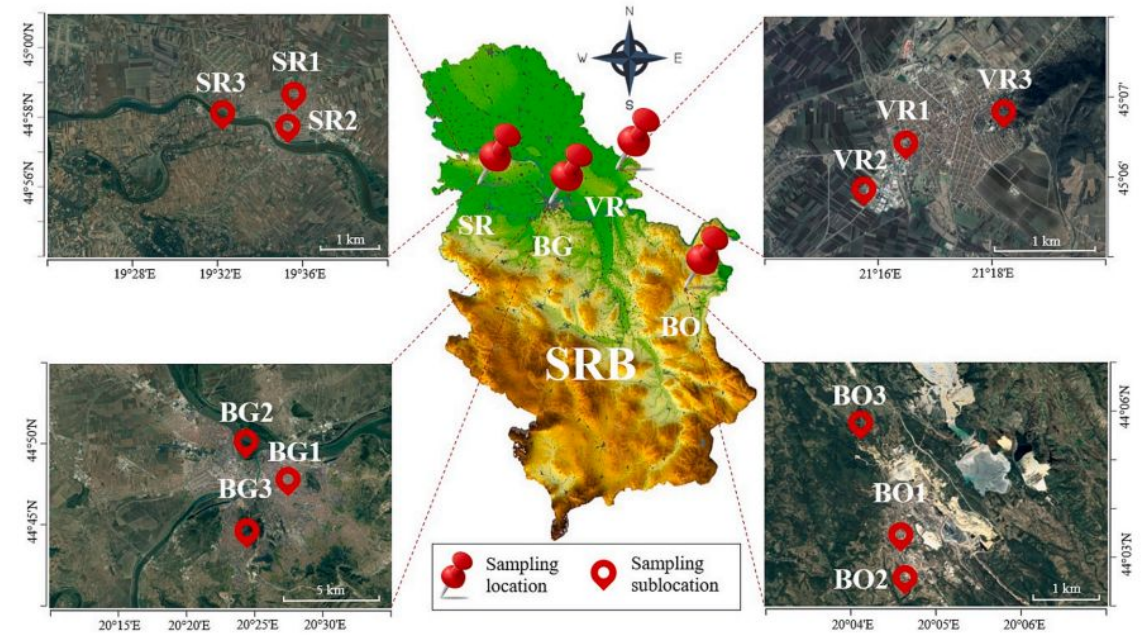 45°00'N
44°58'N
44°56'N
SR1
SR3
SR2
1 km
19°28'E
19°32'E
19°36'E
N
W
E
S
SR
BG
VR
BO
SRB
VR3
VR1
VR2
1 km
45°07'
45°06'
21°16'E
21°18'E
44°50'N
44°45'N
BG2
BG1
BG3
5 km
20°15'E
20°20'E
20°25'E
20°30'E
Sampling
location
Sampling
sublocation
BO3
BO1
BO2
1 km
44°06'N
44°03'N
20°04'E
20°05'E
20°06'E